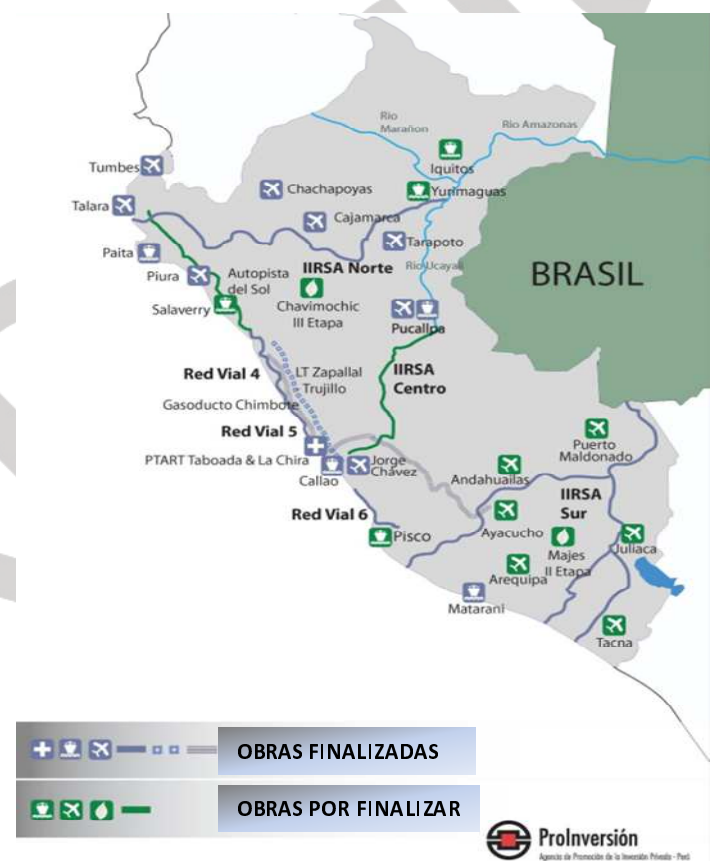 Río
Marañon
Río Amazonas
Tumbes
Iquitos
Chachapoyas
Yurimaguas
Talara
Cajamarca
Tarapoto
Paita
IIRSA Norte
Río Ucayali
Piura
Autopista
del Sol
BRASIL
Salaverry
Chavimochic
III Etapa
Pucallpa
Red Vial 4
LT Zapallal
Trujillo
IIRSA
Centro
Gasoducto Chimbote
Red Vial 5
Puerto
Maldonado
PTART Taboada & La Chira
Jorge
Chávez
Callao
Andahuailas
IIRSA
Sur
Red Vial 6
Pisco
Ayacucho
Majes
II Etapa
Juliaca
Arequipa
Matarani
Tacna
OBRAS FINALIZADAS
OBRAS POR FINALIZAR
ProInversión
Agencia de Promoción de la Inversión Privada - Perú